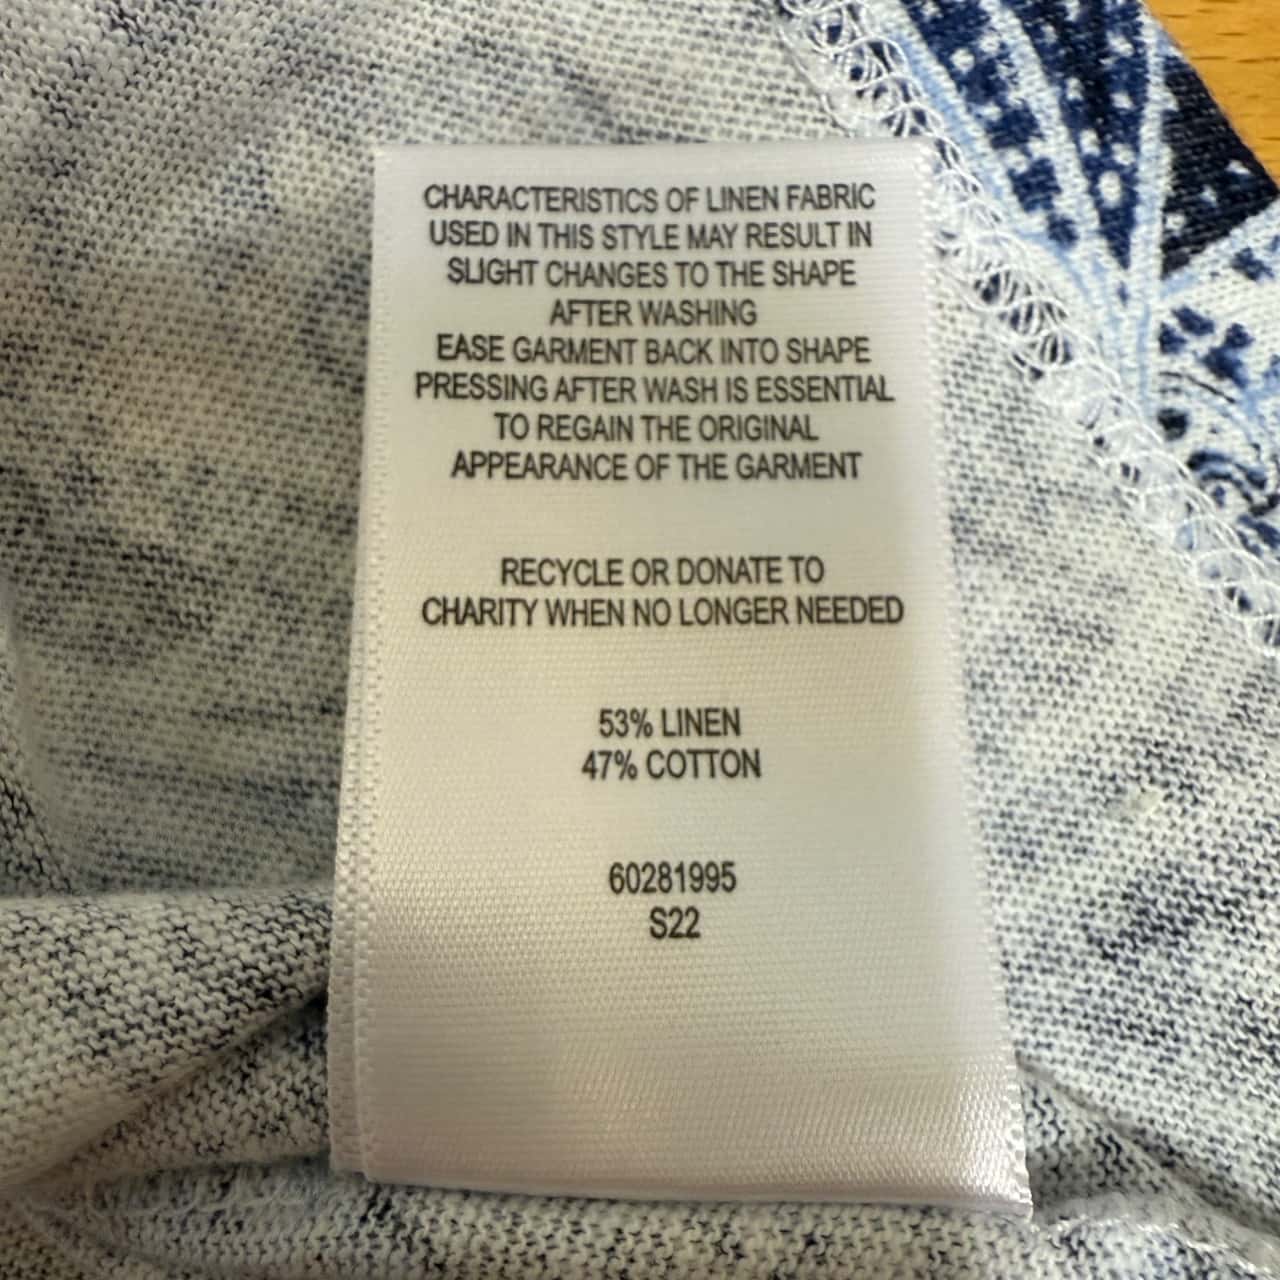 CHARACTERISTICS OF LINEN FABRIC
USED IN THIS STYLE MAY RESULT IN
SLIGHT CHANGES TO THE SHAPE
AFTER WASHING
EASE GARMENT BACK INTO SHAPE
PRESSING AFTER WASH IS ESSENTIAL
TO REGAIN THE ORIGINAL
APPEARANCE OF THE GARMENT
RECYCLE OR DONATE TO
CHARITY WHEN NO LONGER NEEDED
53% LINEN
47% COTTON
60281995
S22